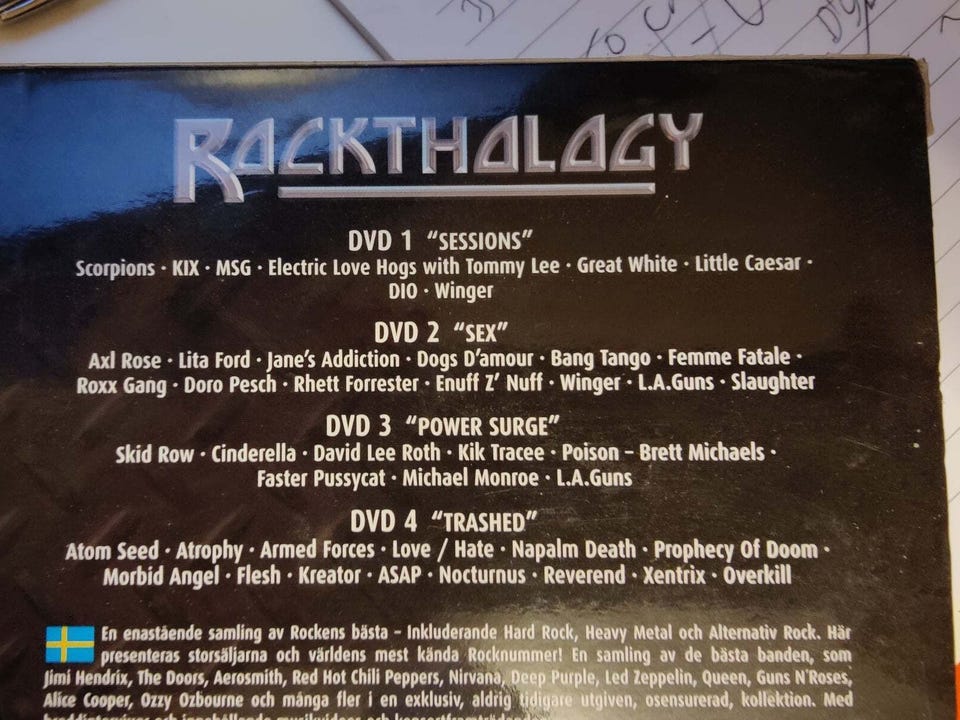 ROCKTHOLOGY
DVD 1 “SESSIONS”
Scorpions · KIX · MSG · Electric Love Hogs with Tommy Lee · Great White · Little Caesar ·
DIO · Winger
DVD 2 “SEX”
Axl Rose · Lita Ford · Jane’s Addiction · Dogs D’amour · Bang Tango · Femme Fatale ·
Roxx Gang · Doro Pesch · Rhett Forrester · Enuff Z’ Nuff · Winger · L.A.Guns · Slaughter
DVD 3 “POWER SURGE”
Skid Row · Cinderella · David Lee Roth · Kik Tracee · Poison – Brett Michaels ·
Faster Pussycat · Michael Monroe · L.A.Guns
DVD 4 “TRASHED”
Atom Seed · Atrophy · Armed Forces · Love / Hate · Napalm Death · Prophecy Of Doom ·
Morbid Angel · Flesh · Kreator · ASAP · Nocturnus · Reverend · Xentrix · Overkill
En enastående samling av Rockens bästa – Inkluderande Hard Rock, Heavy Metal och Alternativ Rock. Här
presenteras storsäljarna och världens mest kända Rocknummer! En samling av de bästa banden, som
Jimi Hendrix, The Doors, Aerosmith, Red Hot Chili Peppers, Nirvana, Deep Purple, Led Zeppelin, Queen, Guns N’Roses,
Alice Cooper, Ozzy Ozbourne och många fler i en exklusiv, aldrig tidigare utgiven, osensurerad, kollektion. Med